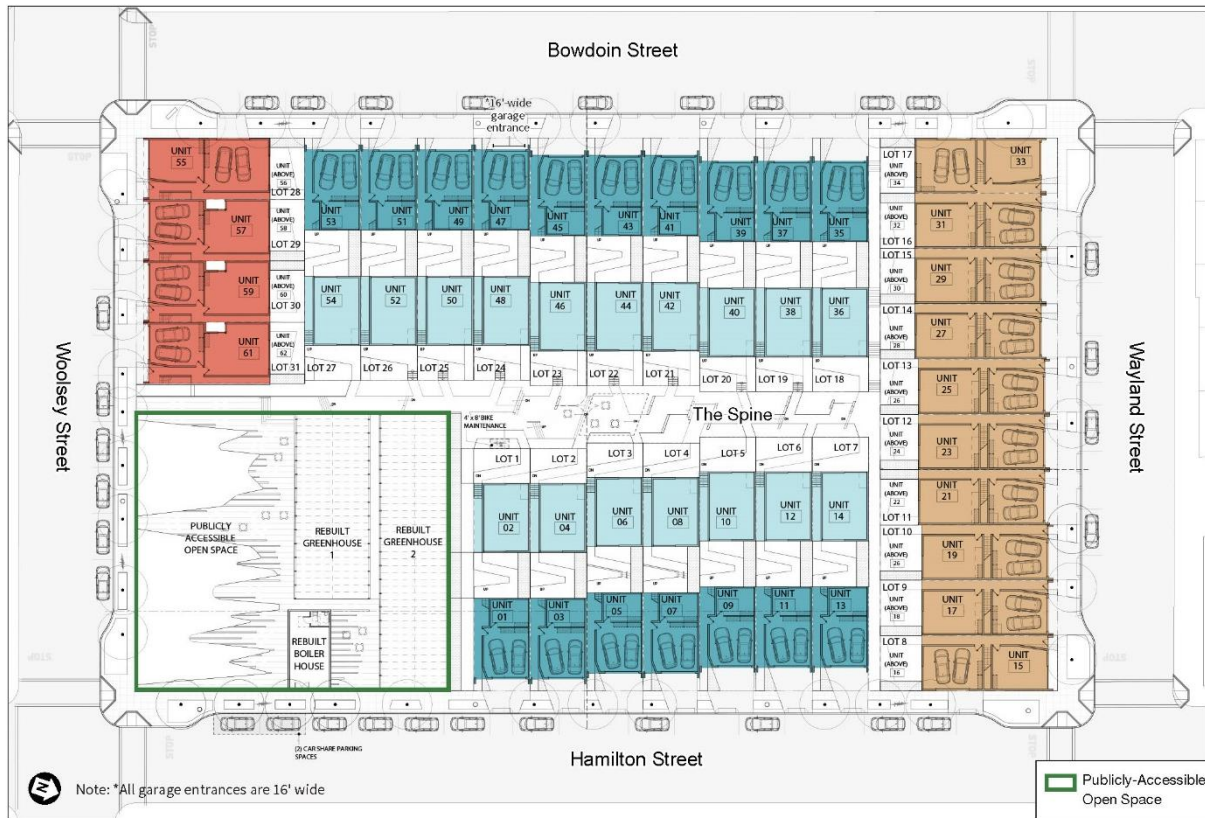 Bowdoin Street
STOP
STOP
*16'-wide
garage
entrance
UNIT
55
UNIT
(ABOVE)
56
LOT 28
UNIT
57
UNIT
(ABOVE)
58
LOT 29
UNIT
59
UNIT
(ABOVE)
60
LOT 30
UNIT
61
UNIT
(ABOVE)
62
LOT 31
UNIT
53
UNIT
51
UNIT
49
UNIT
47
UNIT
45
UNIT
43
UNIT
41
UNIT
39
UNIT
37
UNIT
35
UNIT
54
UNIT
52
UNIT
50
UNIT
48
UNIT
46
UNIT
44
UNIT
42
UNIT
40
UNIT
38
UNIT
36
LOT 27
LOT 26
LOT 25
LOT 24
LOT 23
LOT 22
LOT 21
LOT 20
LOT 19
LOT 18
LOT 17
UNIT
(ABOVE)
34
UNIT
33
UNIT
(ABOVE)
32
LOT 16
UNIT
31
LOT 15
UNIT
(ABOVE)
30
UNIT
29
LOT 14
UNIT
(ABOVE)
28
UNIT
27
LOT 13
UNIT
(ABOVE)
26
UNIT
25
LOT 12
UNIT
(ABOVE)
24
UNIT
23
UNIT
(ABOVE)
22
LOT 11
UNIT
21
LOT 10
UNIT
(ABOVE)
26
UNIT
19
LOT 9
UNIT
(ABOVE)
18
UNIT
17
LOT 8
UNIT
(ABOVE)
16
UNIT
15
Woolsey Street
Wayland Street
The Spine
4' x 8' BIKE
MAINTENANCE
LOT 1
LOT 2
LOT 3
LOT 4
LOT 5
LOT 6
LOT 7
UNIT
02
UNIT
04
UNIT
06
UNIT
08
UNIT
10
UNIT
12
UNIT
14
UNIT
01
UNIT
03
UNIT
05
UNIT
07
UNIT
09
UNIT
11
UNIT
13
PUBLICLY
ACCESSIBLE
OPEN SPACE
REBUILT
GREENHOUSE
1
REBUILT
GREENHOUSE
2
REBUILT
BOILER
HOUSE
STOP
STOP
(2) CAR SHARE PARKING
SPACES
Hamilton Street
N
Note: *All garage entrances are 16' wide
Publicly-Accessible
Open Space